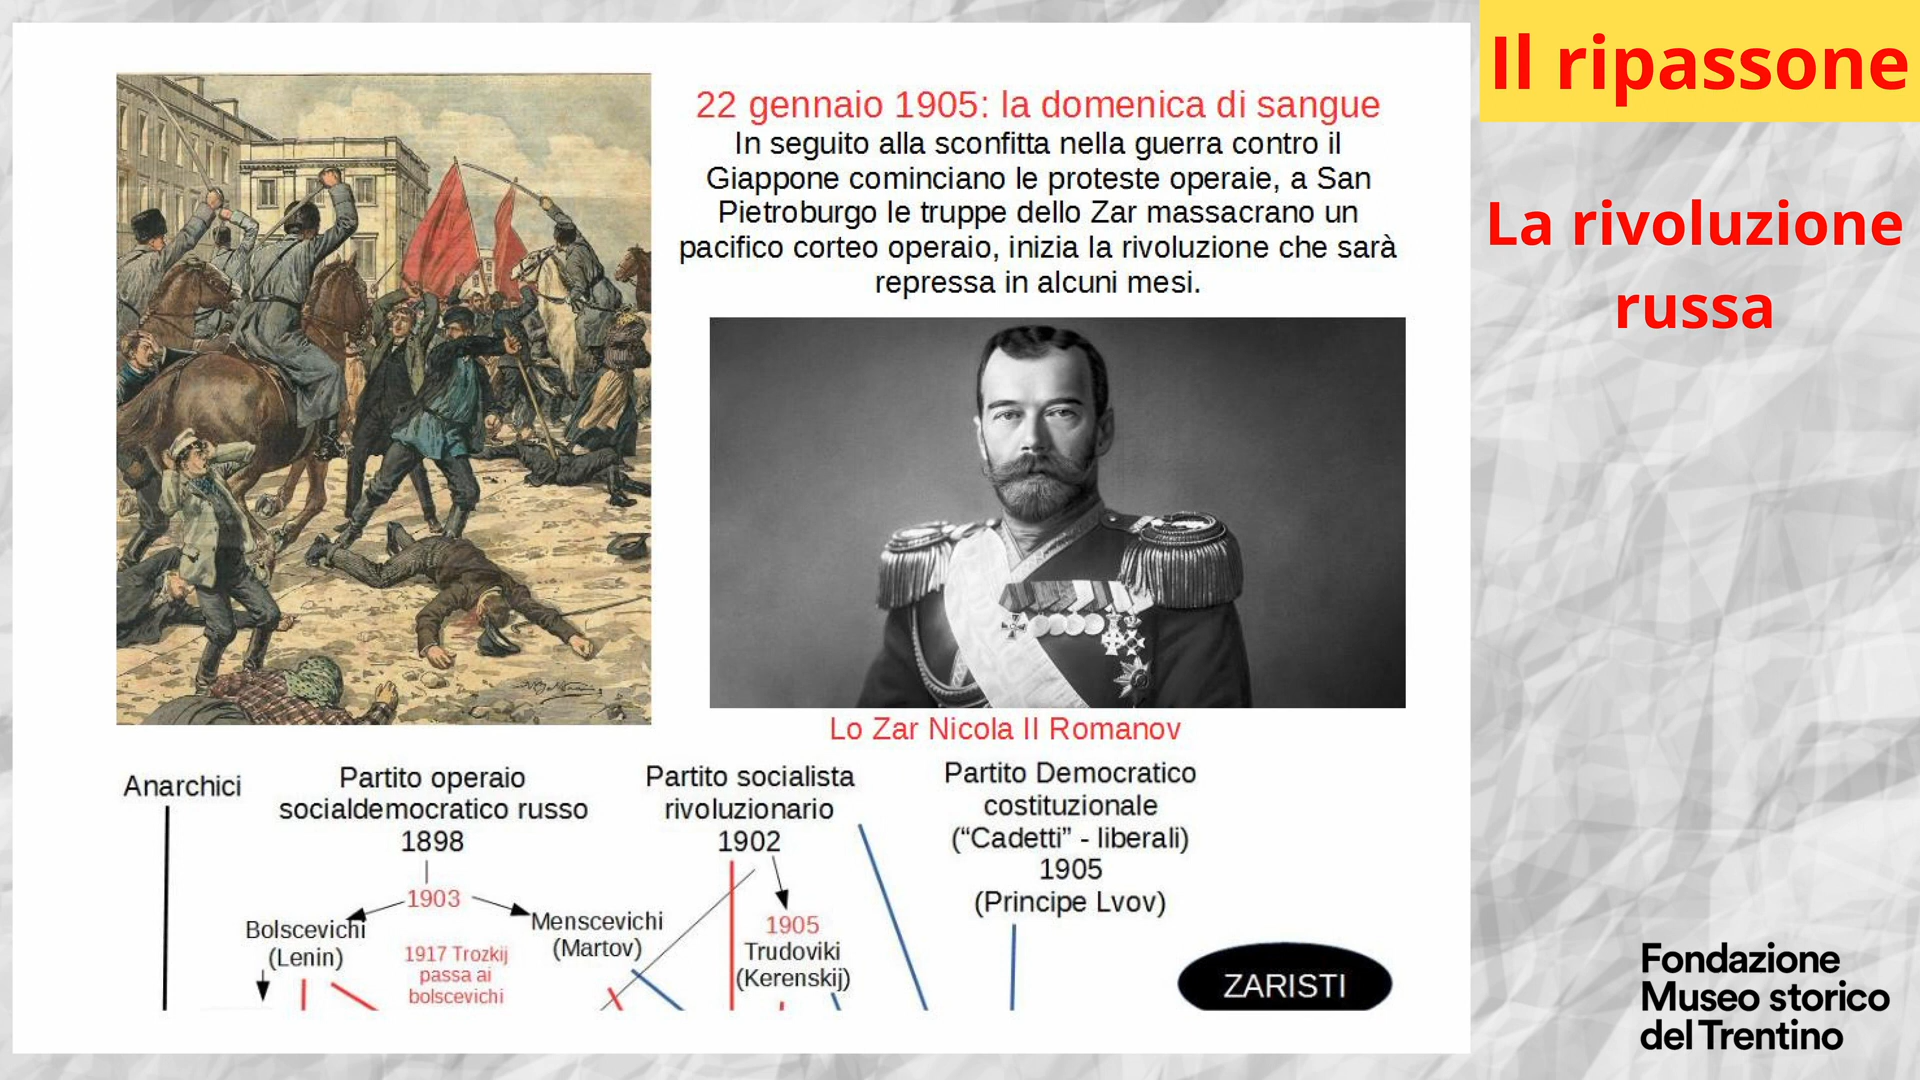 Il ripassone
La rivoluzione
russa
22 gennaio 1905: la domenica di sangue
In seguito alla sconfitta nella guerra contro il
Giappone cominciano le proteste operaie, a San
Pietroburgo le truppe dello Zar massacrano un
pacifico corteo operaio, inizia la rivoluzione che sarà
repressa in alcuni mesi.
Lo Zar Nicola II Romanov
Anarchici
Partito operaio
socialdemocratico russo
1898
1903
Bolscevichi
(Lenin)
1917 Trozkij
passa ai
bolscevichi
Menscevichi
(Martov)
Partito socialista
rivoluzionario
1902
1905
Trudoviki
(Kerenskij)
Partito Democratico
costituzionale
(“Cadetti” - liberali)
1905
(Principe Lvov)
ZARISTI
Fondazione
Museo storico
del Trentino